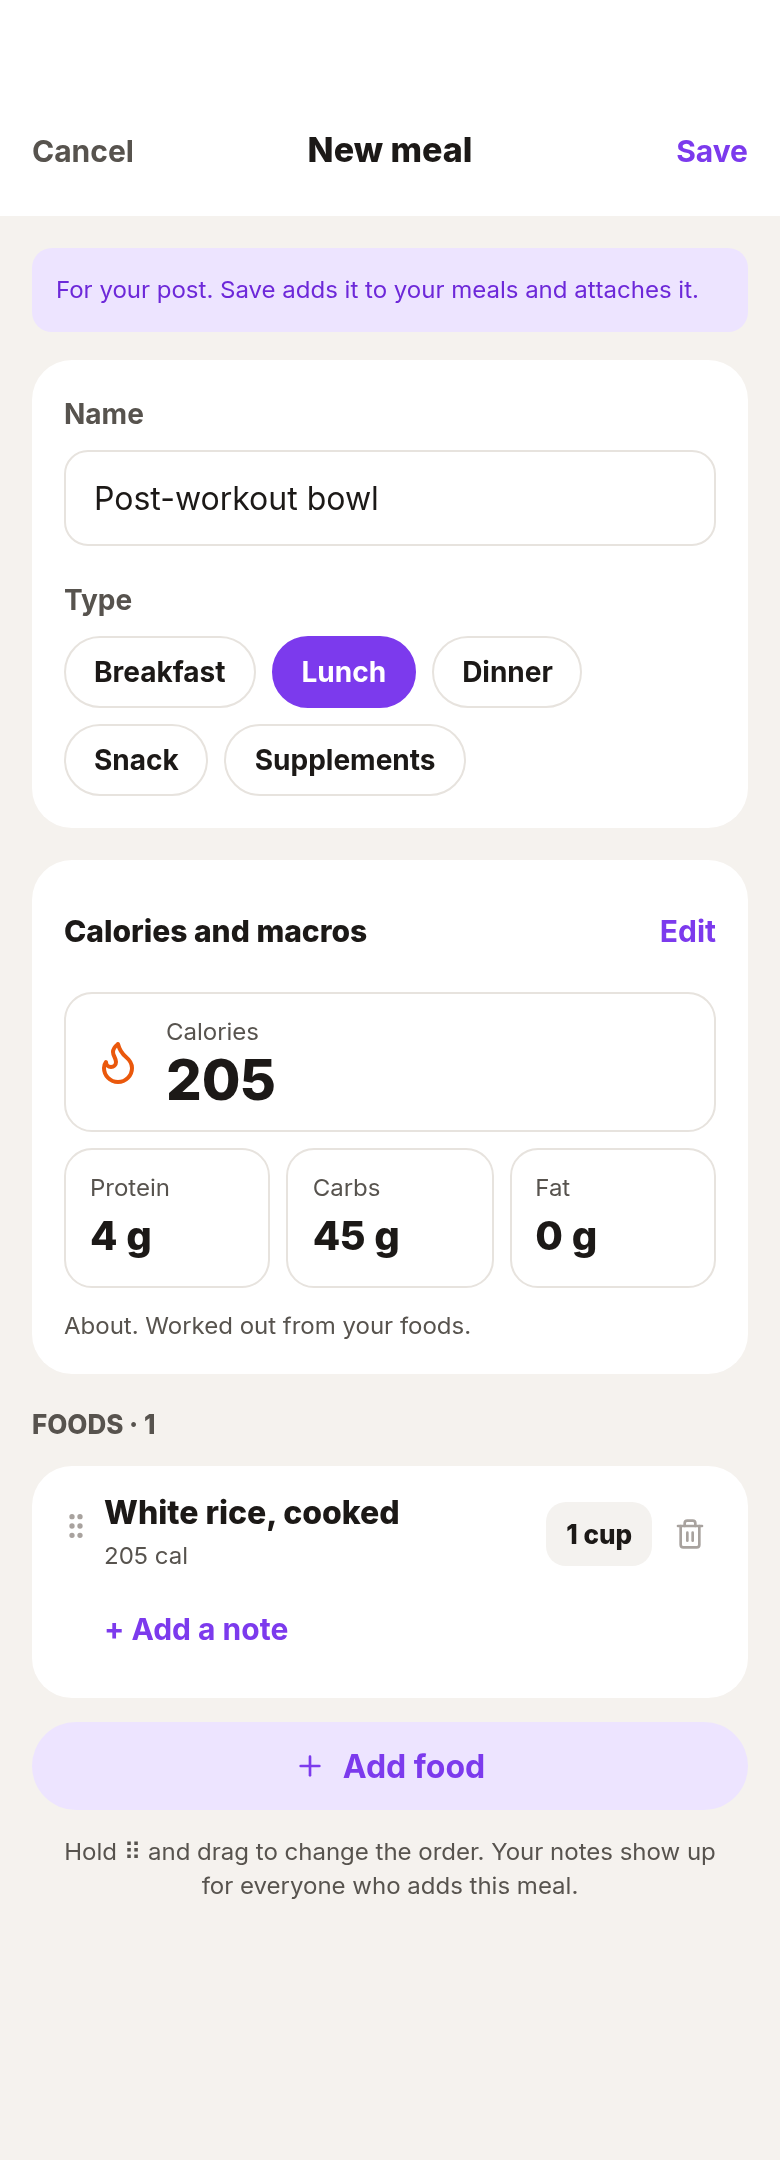 Cancel
New meal
Save
For your post. Save adds it to your meals and attaches it.
Name
Post-workout bowl
Type
Breakfast
Lunch
Dinner
Snack
Supplements
Calories and macros
Edit
Calories
205
Protein
Carbs
Fat
4 g
45 g
0 g
About. Worked out from your foods.
FOODS · 1
White rice, cooked
205 cal
1 cup
+ Add a note
+ Add food
Hold ⠿ and drag to change the order. Your notes show up
for everyone who adds this meal.